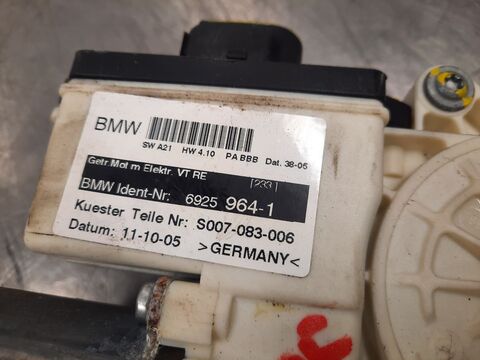 BMW
SW A21 HW 4.10 PA BBB Dat. 38-05
Getr.Mot m Elektr. VT RE [233]
BMW Ident-Nr: 6925 964-1
Kuester Teile Nr: S007-083-006
Datum: 11-10-05 >GERMANY<